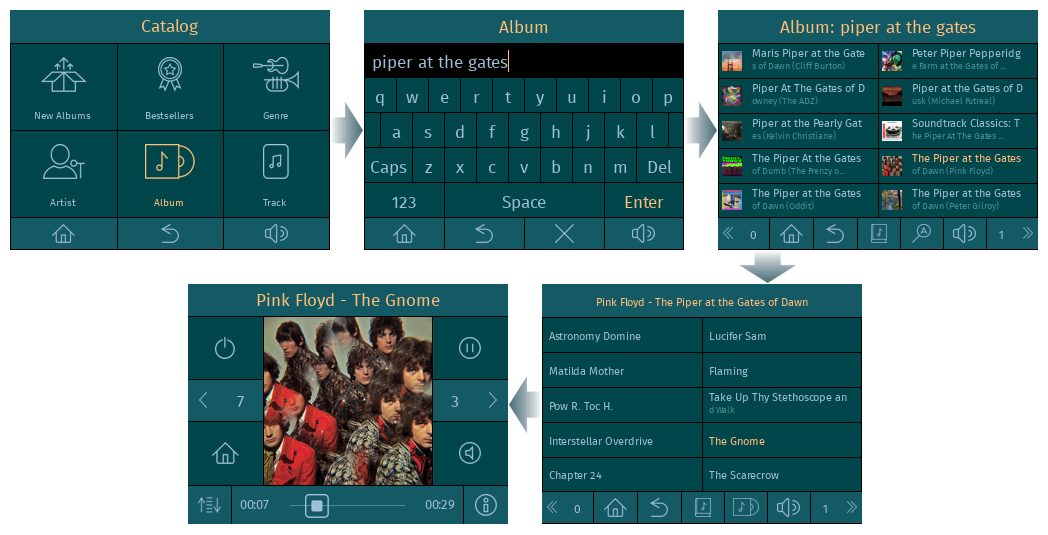 Catalog
New Albums
Bestsellers
Genre
Artist
Album
Track
Album
piper at the gates
q w e r t y u i o p
a s d f g h j k l
Caps z x c v b n m Del
123 Space Enter
Album: piper at the gates
Maris Piper at the Gate
s of Dawn (Cliff Burton)
Peter Piper Pepperidg
e Farm at the Gates of ...
Piper At The Gates of D
owney (The ADZ)
Piper at the Gates of D
usk (Michael Futreal)
Piper at the Pearly Gat
es (Kelvin Christiane)
Soundtrack Classics: T
he Piper At The Gates ...
The Piper At the Gates
of Dumb (The Frenzy o...
The Piper at the Gates
of Dawn (Pink Floyd)
The Piper at the Gates
of Dawn (Oddit)
The Piper at the Gates
of Dawn (Peter Gilroy)
0 1
Pink Floyd - The Gnome
7 3
00:07 00:29
Pink Floyd - The Piper at the Gates of Dawn
Astronomy Domine
Lucifer Sam
Matilda Mother
Flaming
Pow R. Toc H.
Take Up Thy Stethoscope an
d Walk
Interstellar Overdrive
The Gnome
Chapter 24
The Scarecrow
0 1